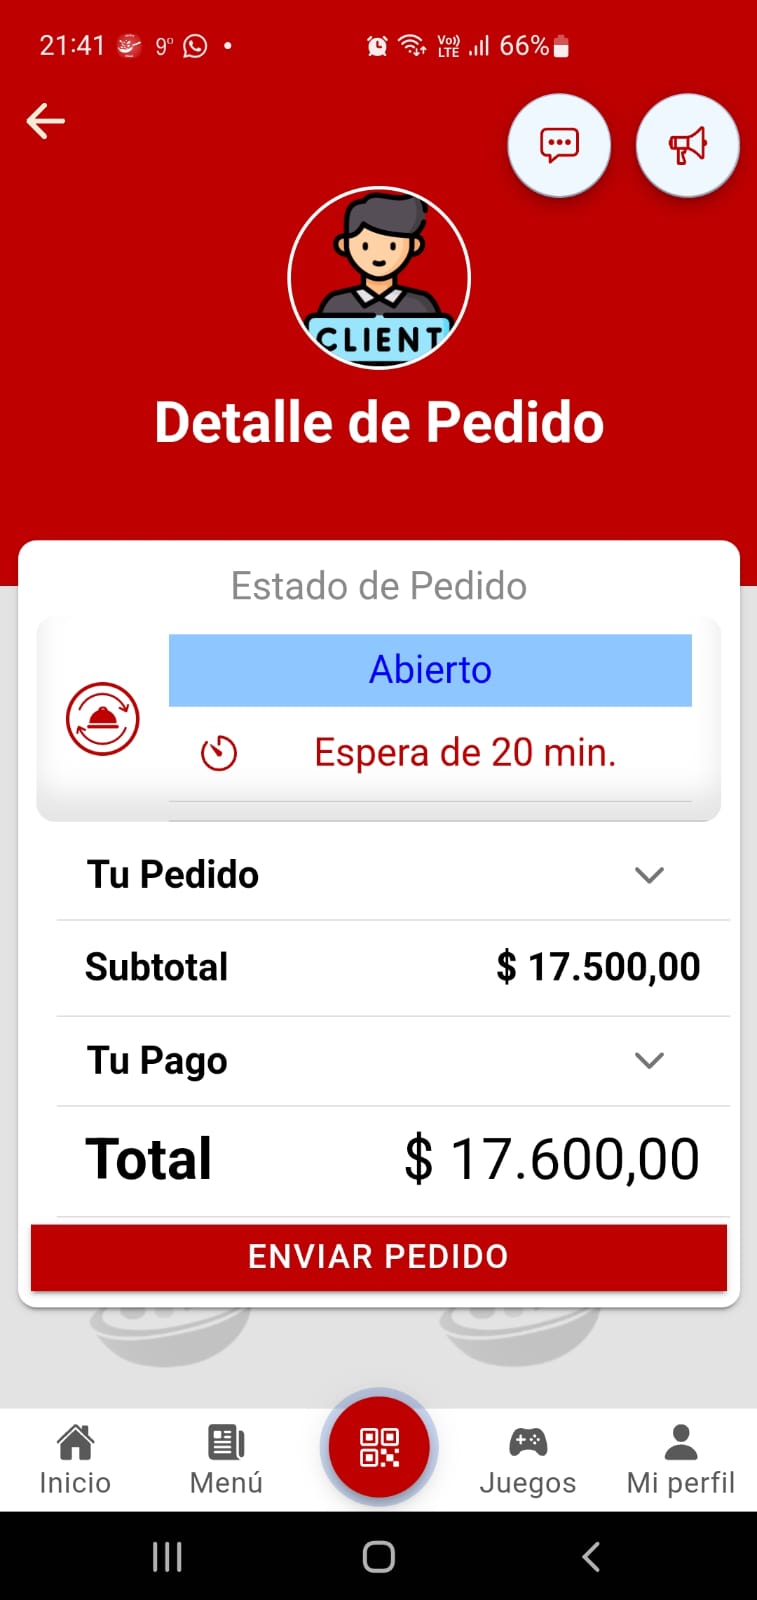 21:41 9° Vo)) LTE 66%
CLIENT
Detalle de Pedido
Estado de Pedido
Abierto
Espera de 20 min.
Tu Pedido
Subtotal $ 17.500,00
Tu Pago
Total $ 17.600,00
ENVIAR PEDIDO
Inicio Menú Juegos Mi perfil